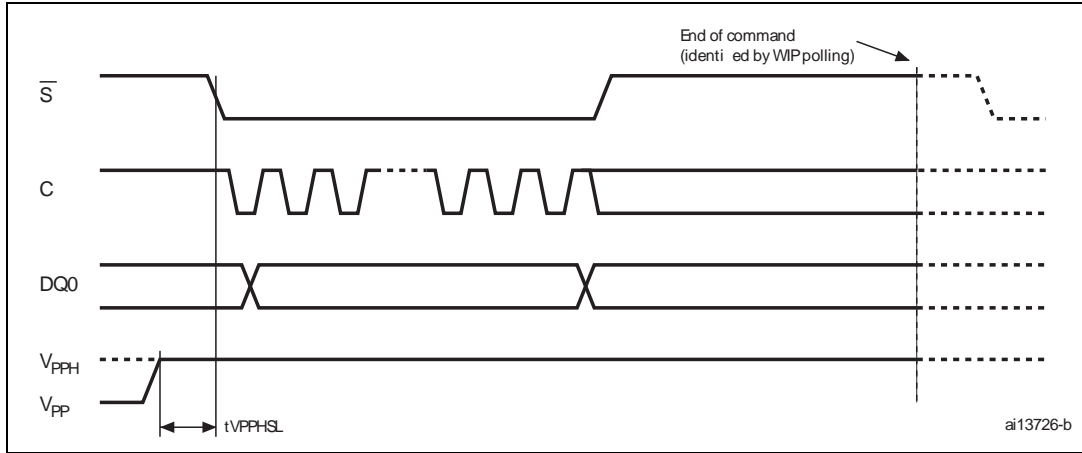 End of command
(identi ed by WIP polling)
S
C
DQ0
VPPH
VPP
tVPPHSL
ai13726-b